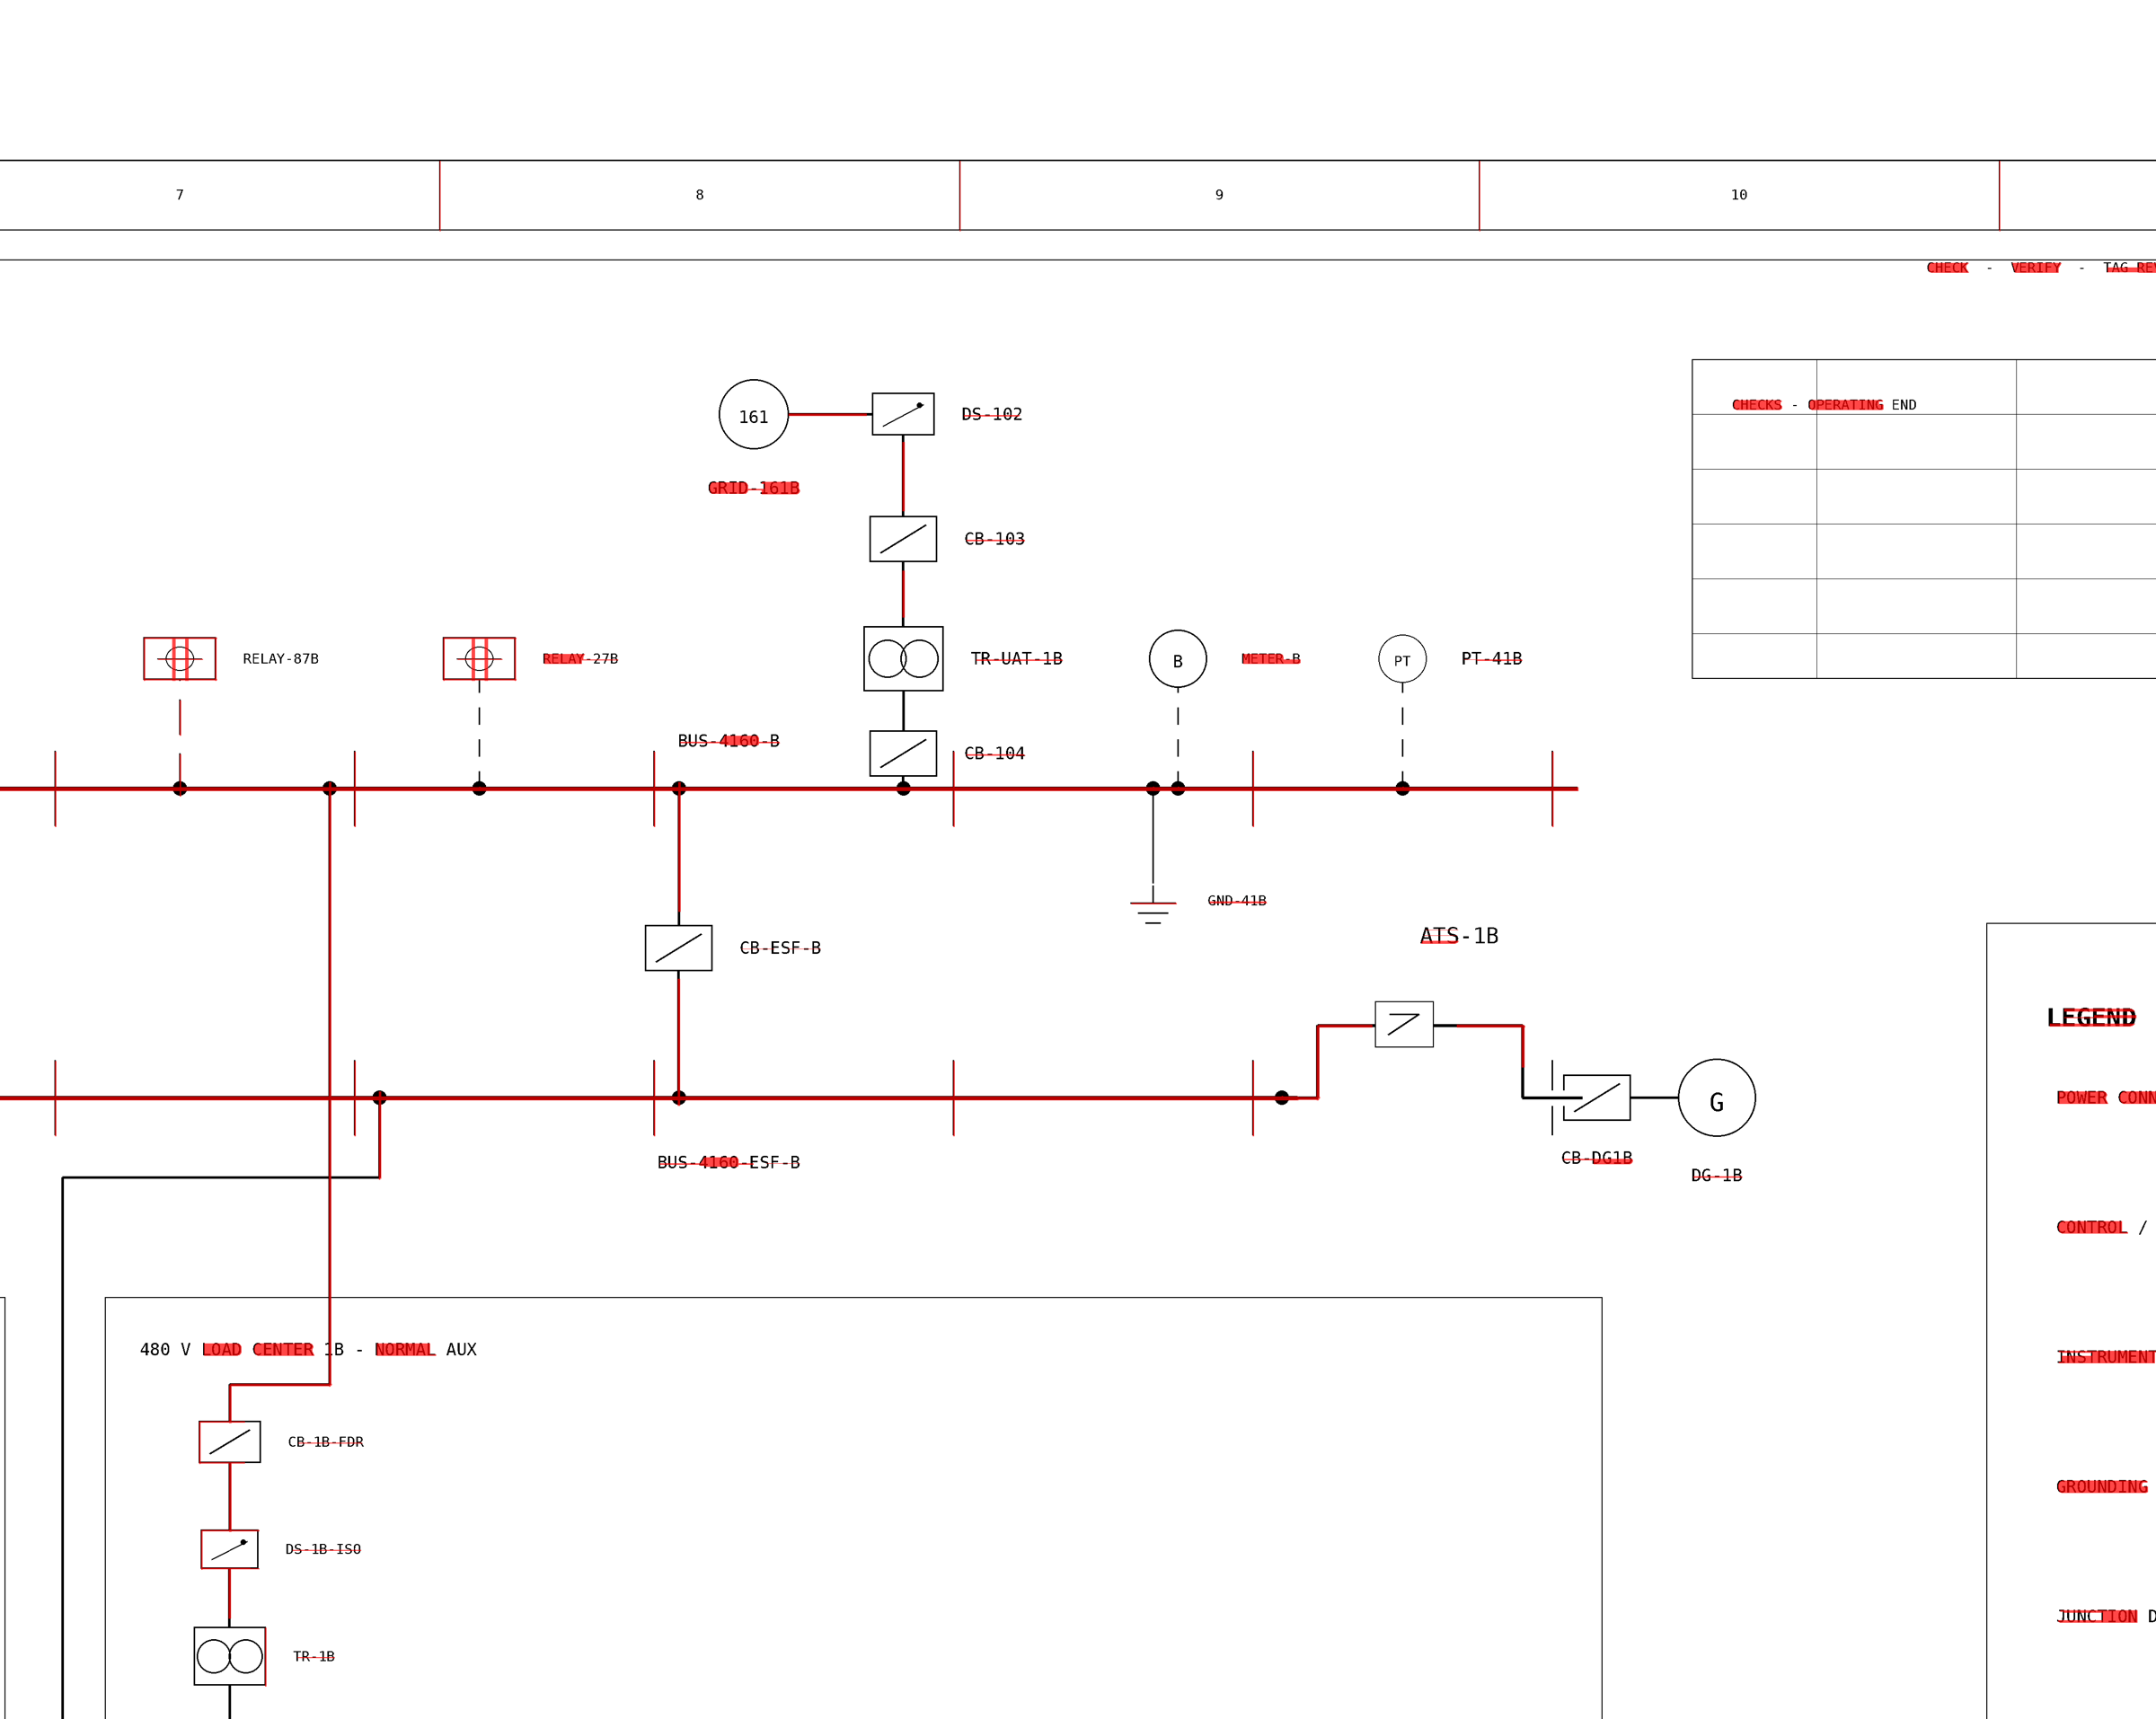 7 8 9 10
CHECK - VERIFY - TAG REV
CHECKS - OPERATING END
161
DS-102
GRID-161B
CB-103
RELAY-87B
RELAY-27B
TR-UAT-1B
B
METER-B
PT
PT-41B
BUS-4160-B
CB-104
GND-41B
ATS-1B
CB-ESF-B
LEGEND
POWER CONN
G
CB-DG1B
BUS-4160-ESF-B
DG-1B
CONTROL /
480 V LOAD CENTER 1B - NORMAL AUX
INSTRUMENT
CB-1B-FDR
GROUNDING
DS-1B-ISO
JUNCTION D
TR-1B